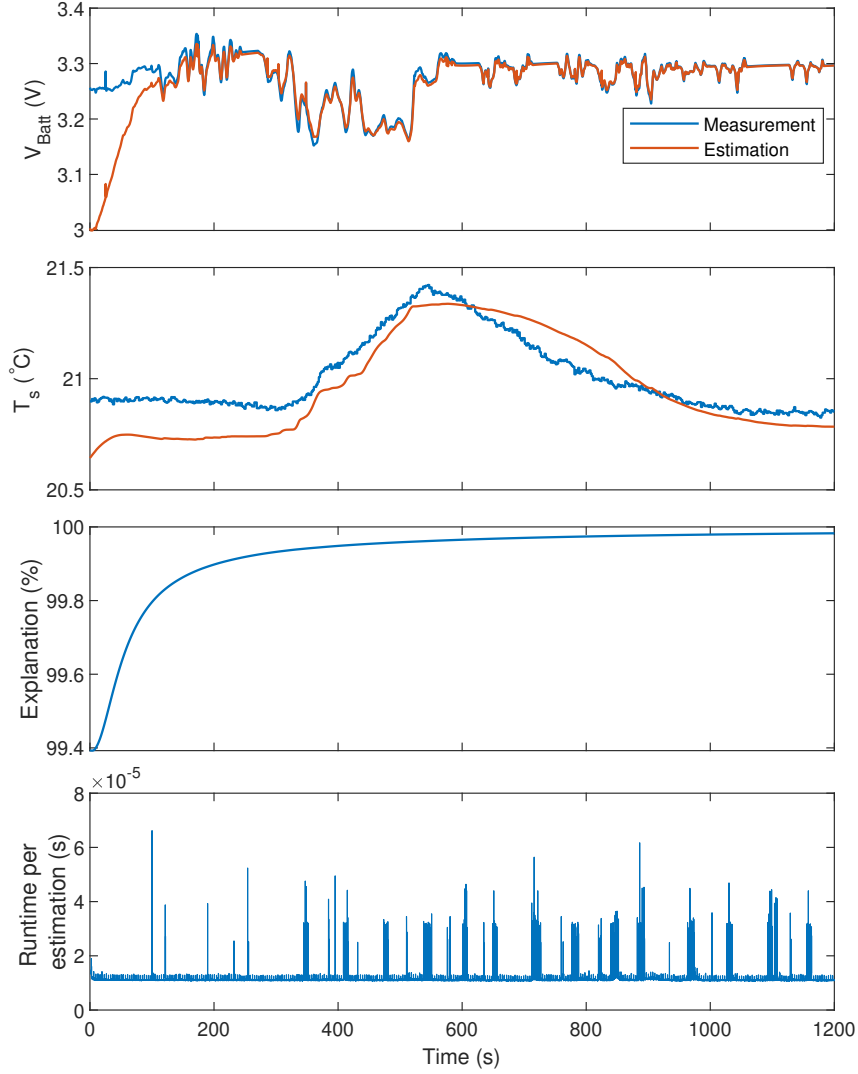 3.4
3.3
3.2
3.1
3
V_Batt (V)
Measurement
Estimation
21.5
21
20.5
T_s (°C)
100
99.8
99.6
99.4
Explanation (%)
×10^-5
8
6
4
2
0
Runtime per
estimation (s)
0 200 400 600 800 1000 1200
Time (s)